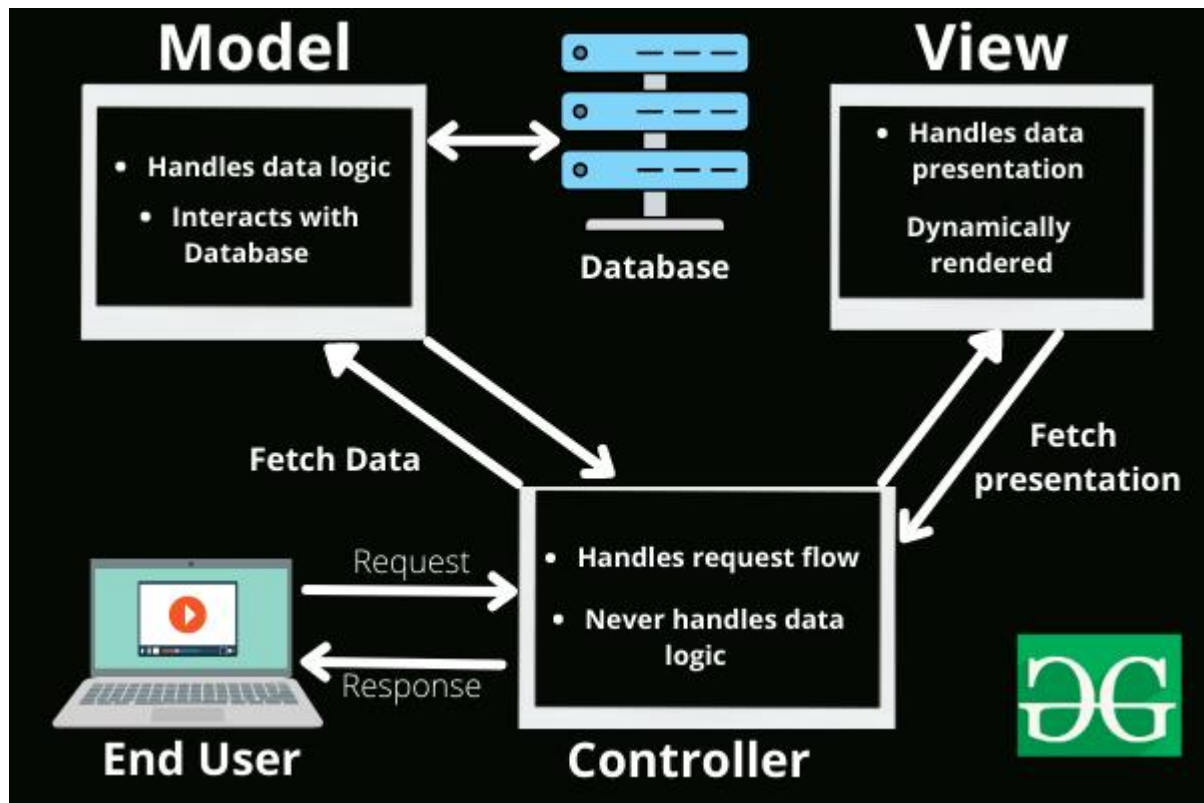 Model
View
• Handles data logic
• Interacts with
Database
Database
• Handles data
presentation
Dynamically
rendered
Fetch Data
Fetch
presentation
Request
Response
• Handles request flow
• Never handles data
logic
End User
Controller